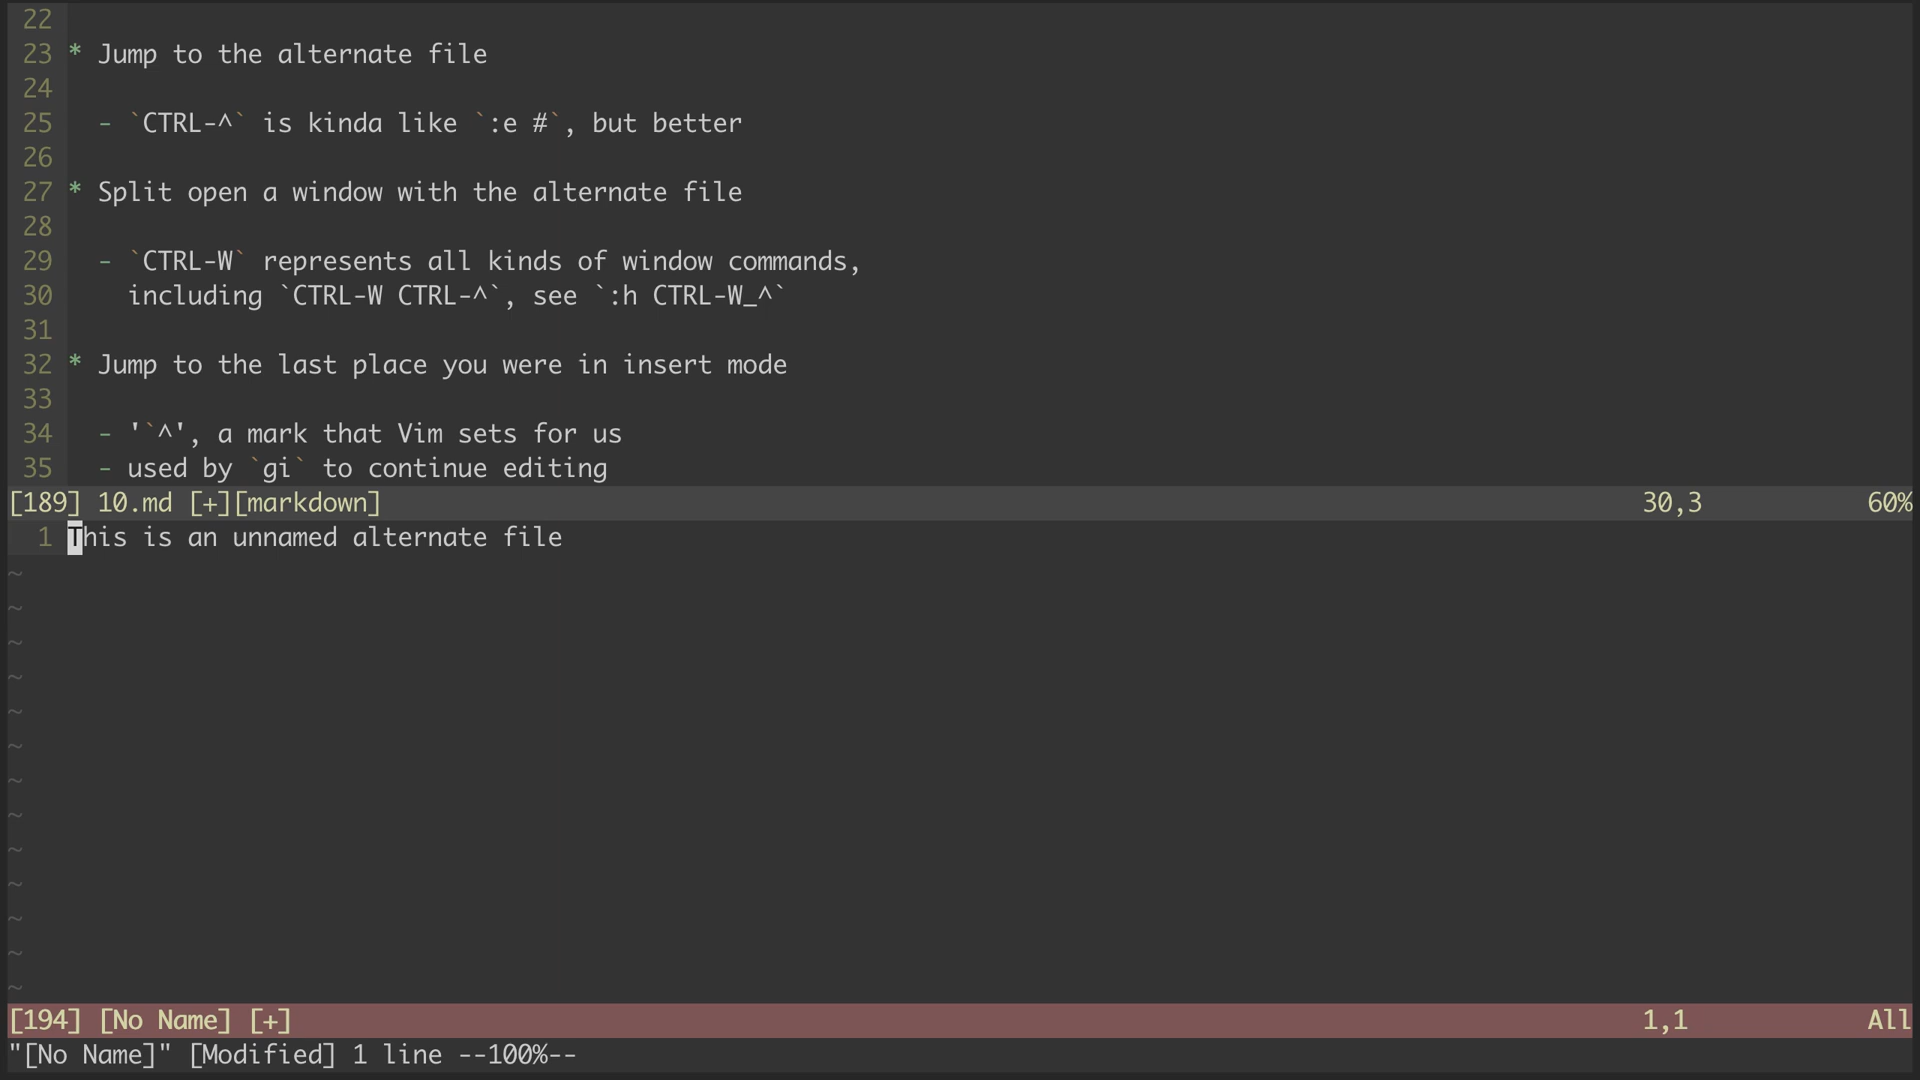 22
23 * Jump to the alternate file
24
25   - `CTRL-^` is kinda like `:e #`, but better
26
27 * Split open a window with the alternate file
28
29   - `CTRL-W` represents all kinds of window commands,
30     including `CTRL-W CTRL-^`, see `:h CTRL-W_^`
31
32 * Jump to the last place you were in insert mode
33
34   - '`^', a mark that Vim sets for us
35   - used by `gi` to continue editing
[189] 10.md [+][markdown] 30,3 60%
1 This is an unnamed alternate file
~
~
~
~
~
~
~
~
~
~
~
~
~
[194] [No Name] [+] 1,1 All
"[No Name]" [Modified] 1 line --100%--